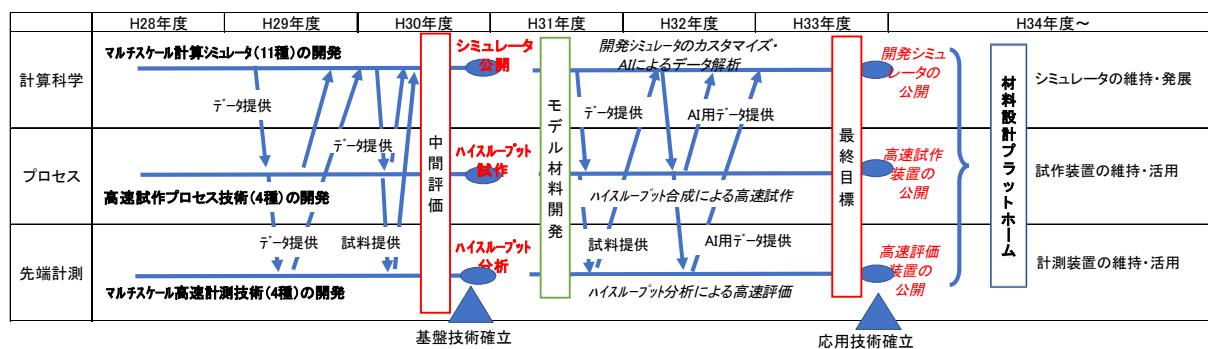 H28年度
H29年度
H30年度
H31年度
H32年度
H33年度
H34年度～
計算科学
マルチスケール計算シミュレータ(11種)の開発
シミュレータ
公開
開発シミュレータのカスタマイズ・
AIによるデータ解析
開発シミュ
レータの
公開
シミュレータの維持・発展
データ提供
データ提供
データ提供
AI用データ提供
プロセス
高速試作プロセス技術(4種)の開発
ハイスループット
試作
ハイスループット合成による高速試作
高速試作
装置の
公開
試作装置の維持・活用
データ提供
試料提供
試料提供
AI用データ提供
先端計測
マルチスケール高速計測技術(4種)の開発
ハイスループット
分析
ハイスループット分析による高速評価
高速評価
装置の
公開
計測装置の維持・活用
中間評価
モデル材料開発
最終目標
材料設計プラットホーム
基盤技術確立
応用技術確立